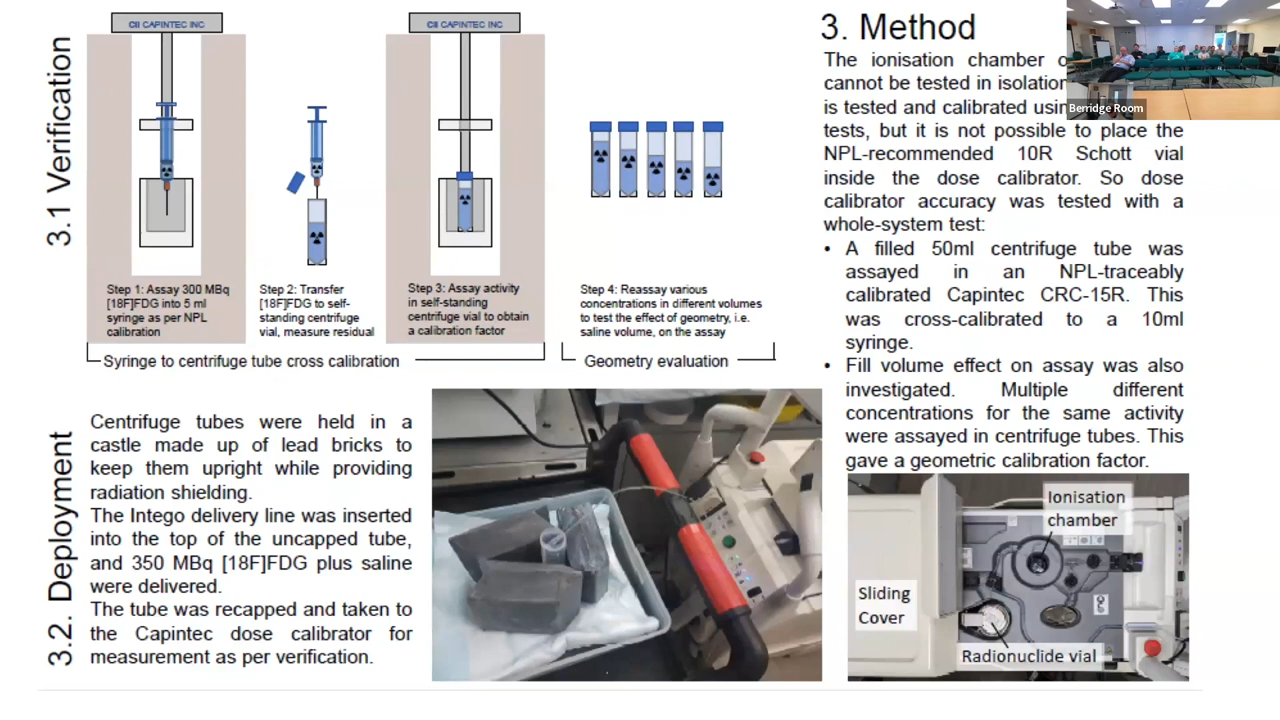 CII CAPINTEC INC
CII CAPINTEC INC
3.1 Verification
Step 1: Assay 300 MBq
[18F]FDG into 5 ml
syringe as per NPL
calibration
Step 2: Transfer
[18F]FDG to self-
standing centrifuge
vial, measure residual
Step 3: Assay activity
in self-standing
centrifuge vial to obtain
a calibration factor
Step 4: Reassay various
concentrations in different volumes
to test the effect of geometry, i.e.
saline volume, on the assay
Syringe to centrifuge tube cross calibration
Geometry evaluation
3.2. Deployment
Centrifuge tubes were held in a
castle made up of lead bricks to
keep them upright while providing
radiation shielding.
The Intego delivery line was inserted
into the top of the uncapped tube,
and 350 MBq [18F]FDG plus saline
were delivered.
The tube was recapped and taken to
the Capintec dose calibrator for
measurement as per verification.
3. Method
The ionisation chamber
cannot be tested in isolation
is tested and calibrated
tests, but it is not possible to place the
NPL-recommended 10R Schott vial
inside the dose calibrator. So dose
calibrator accuracy was tested with a
whole-system test:
• A filled 50ml centrifuge tube was
assayed in an NPL-traceably
calibrated Capintec CRC-15R. This
was cross-calibrated to a 10ml
syringe.
• Fill volume effect on assay was also
investigated. Multiple different
concentrations for the same activity
were assayed in centrifuge tubes. This
gave a geometric calibration factor.
Ionisation
chamber
Sliding
Cover
Radionuclide vial
Berridge Room